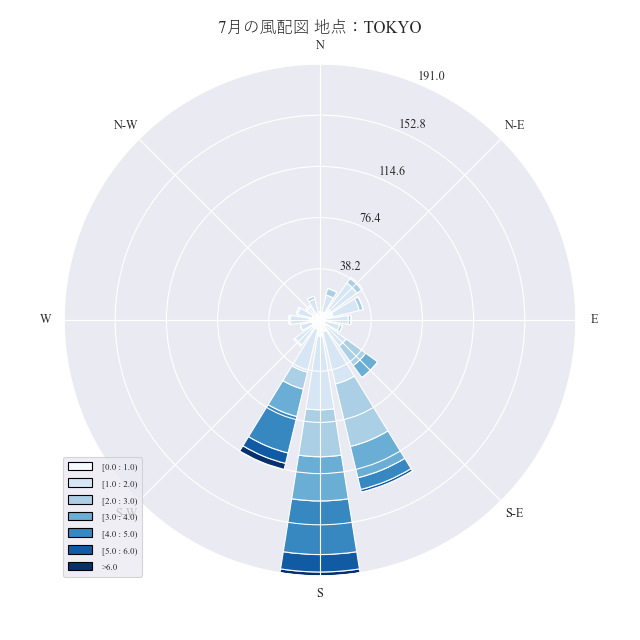 7月の風配図 地点：TOKYO
N
191.0
N-W
152.8
N-E
114.6
76.4
38.2
W
E
[0.0 : 1.0)
[1.0 : 2.0)
[2.0 : 3.0)
[3.0 : 4.0)
S-W
S-E
[4.0 : 5.0)
[5.0 : 6.0)
>6.0
S